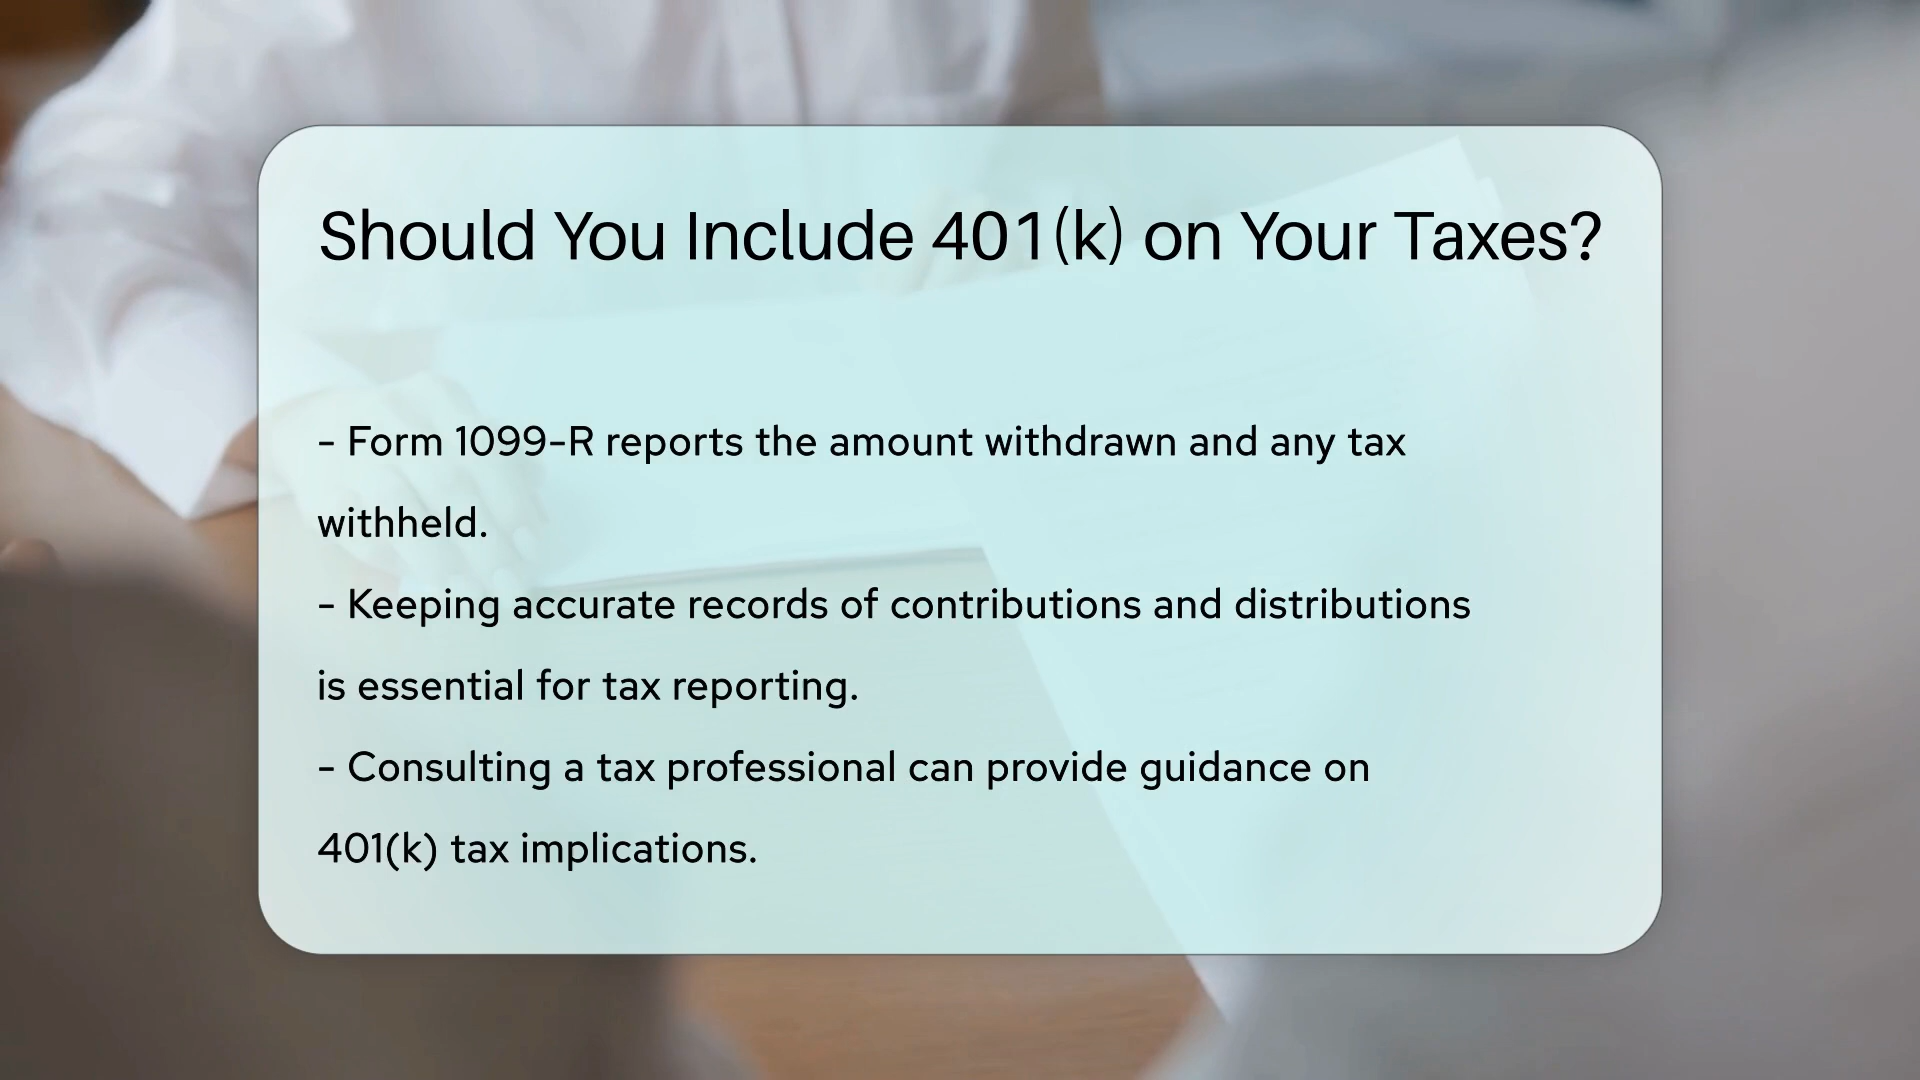 Should You Include 401(k) on Your Taxes?
- Form 1099-R reports the amount withdrawn and any tax
withheld.
- Keeping accurate records of contributions and distributions
is essential for tax reporting.
- Consulting a tax professional can provide guidance on
401(k) tax implications.